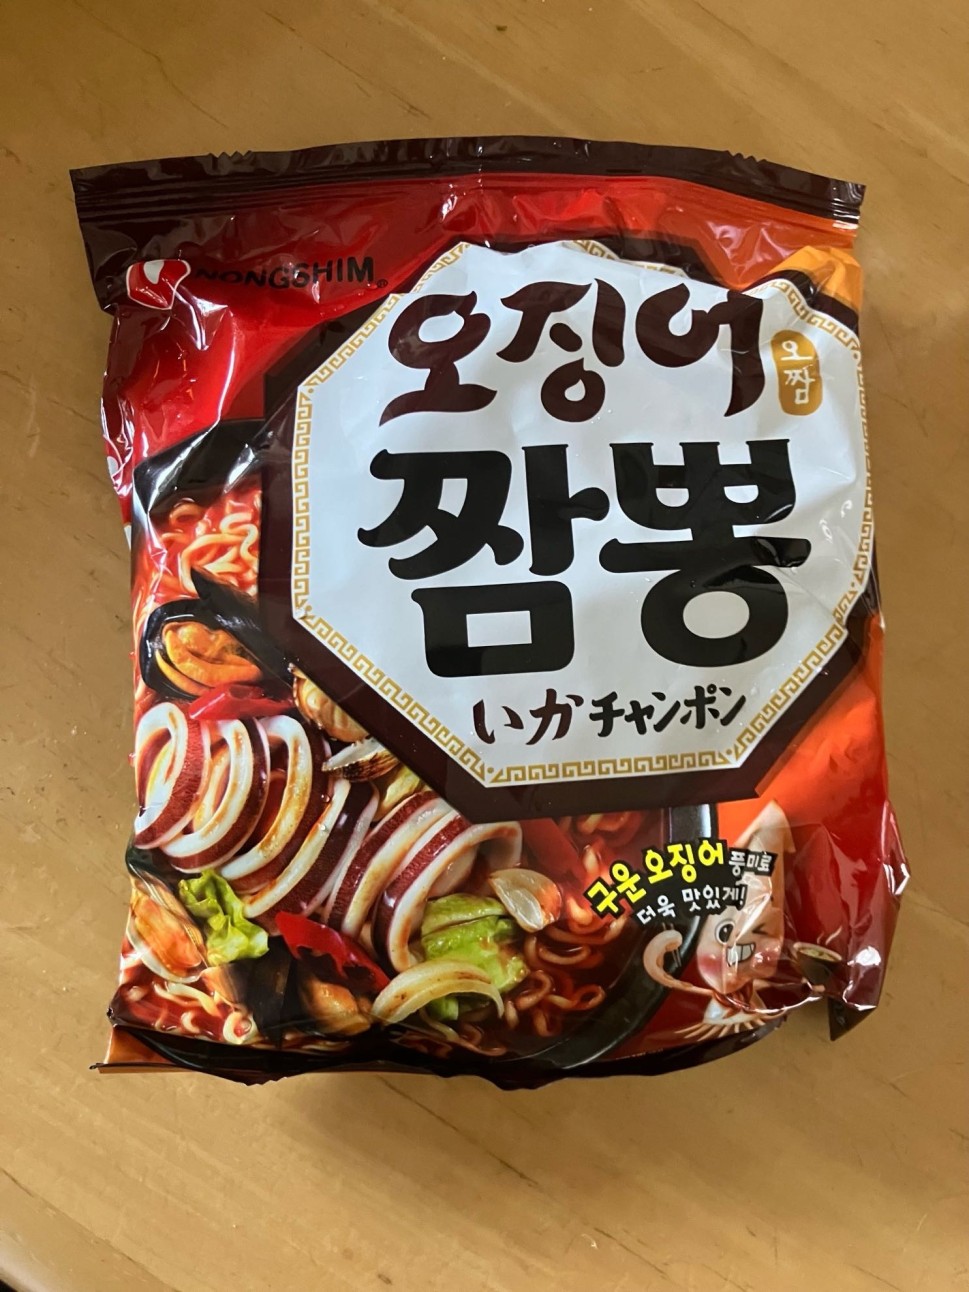 NONGSHIM®
오징어
오짬
짬뽕
いかチャンポン
구운 오징어 풍미로
더욱 맛있게!